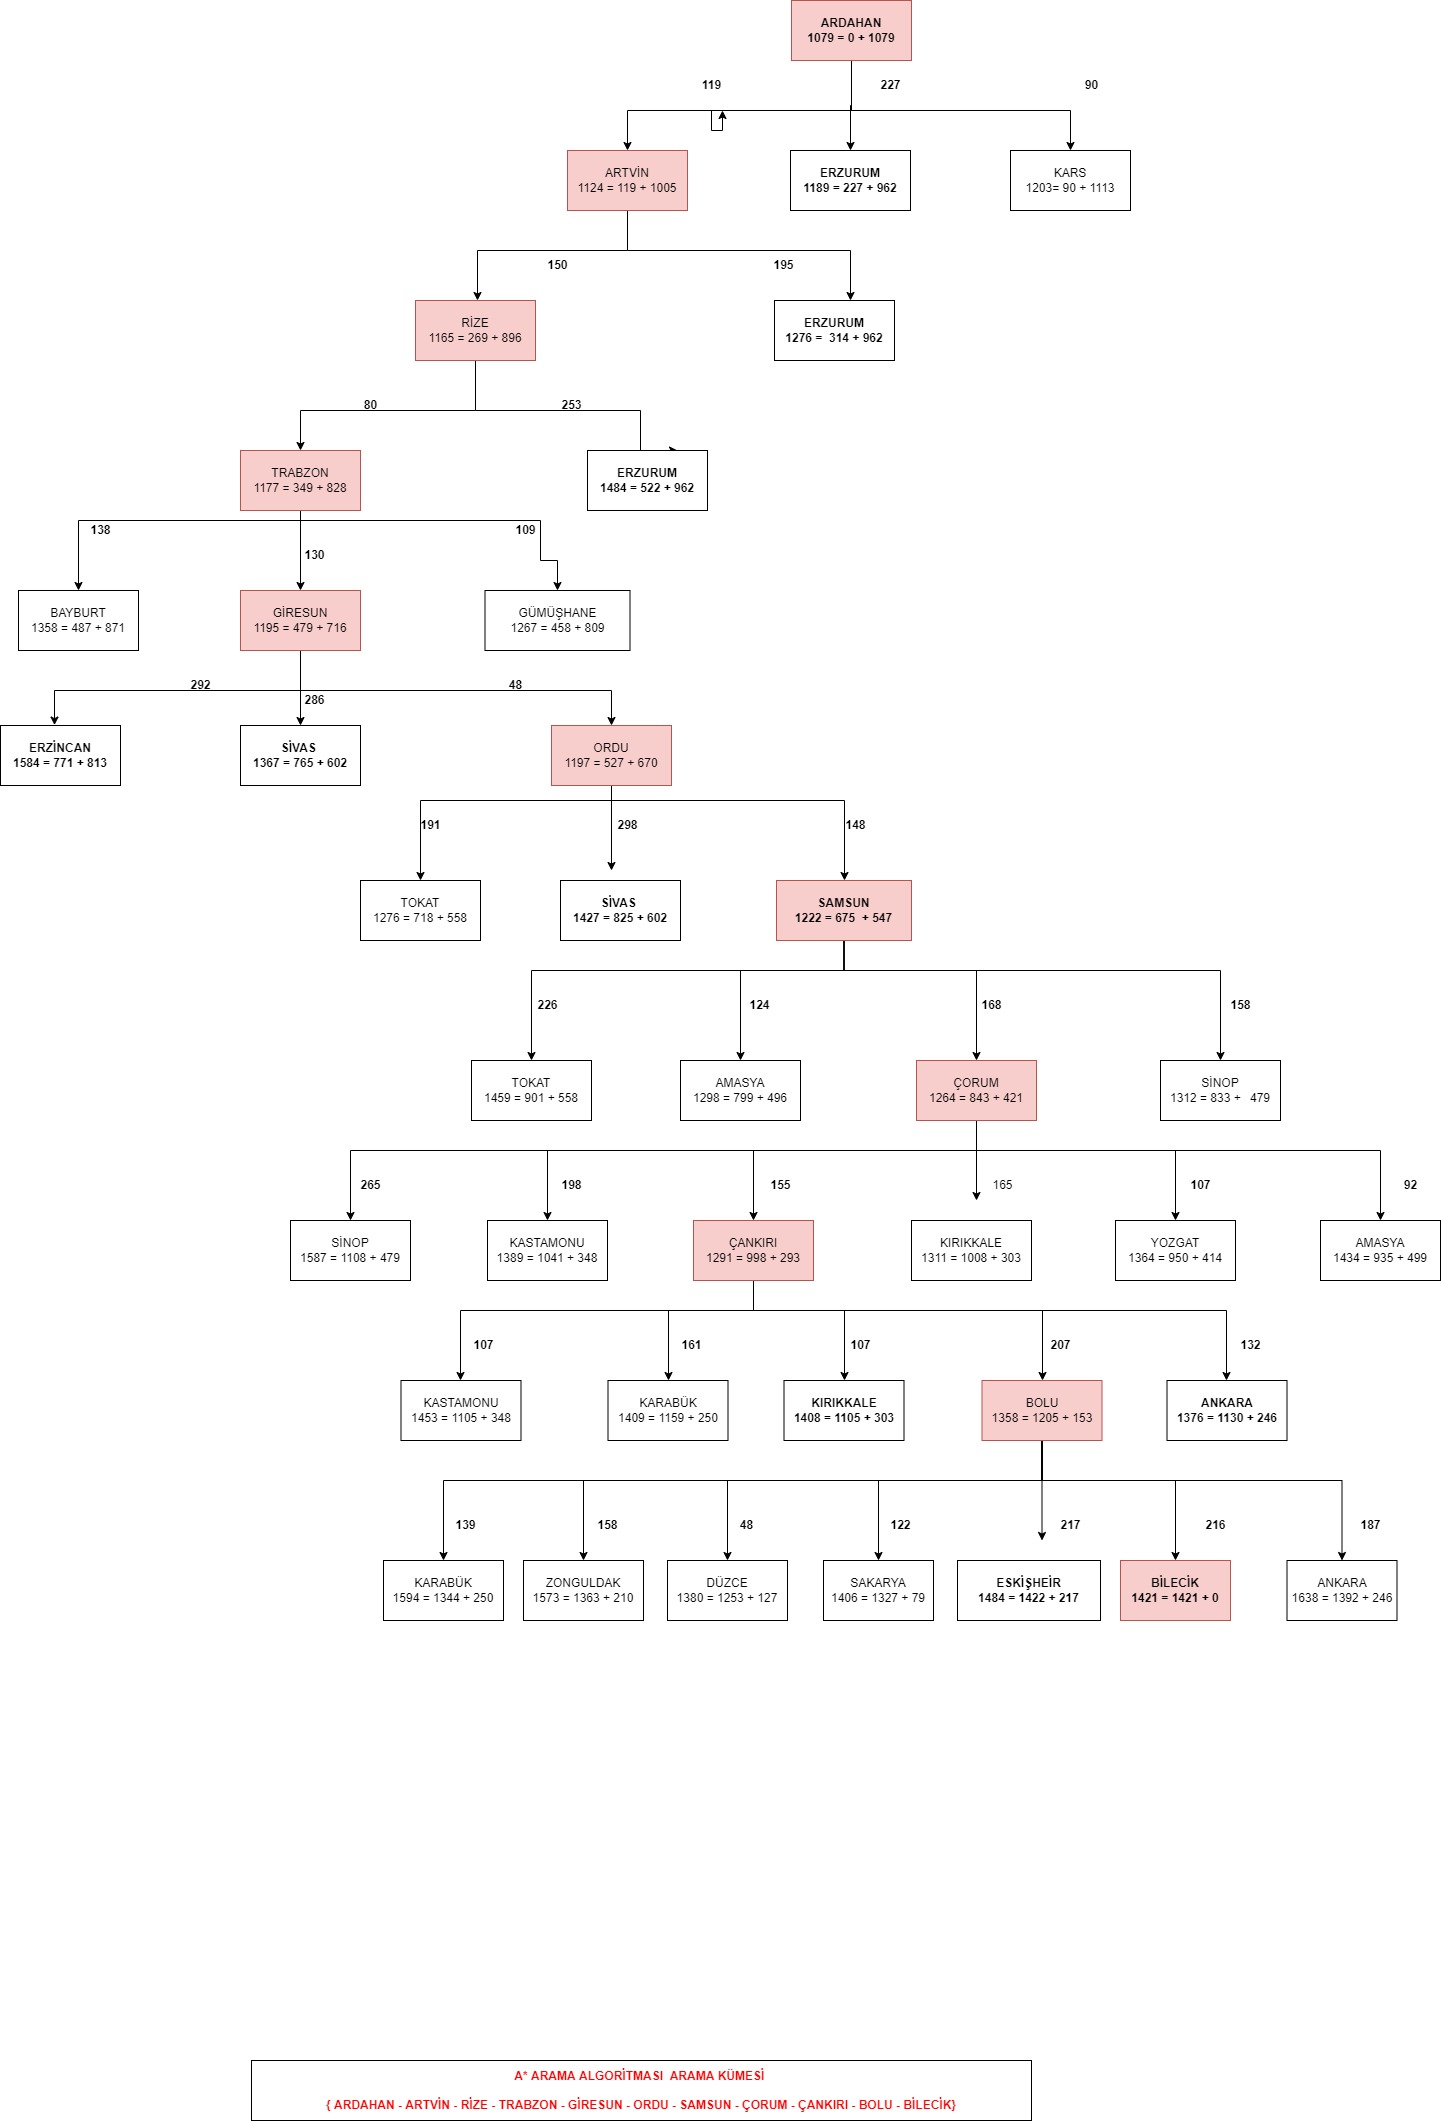 ARDAHAN
1079 = 0 + 1079
119
227
90
ARTVİN
1124 = 119 + 1005
ERZURUM
1189 = 227 + 962
KARS
1203= 90 + 1113
150
195
RİZE
1165 = 269 + 896
ERZURUM
1276 = 314 + 962
80
253
TRABZON
1177 = 349 + 828
ERZURUM
1484 = 522 + 962
138
130
109
BAYBURT
1358 = 487 + 871
GİRESUN
1195 = 479 + 716
GÜMÜŞHANE
1267 = 458 + 809
292
286
48
ERZİNCAN
1584 = 771 + 813
SİVAS
1367 = 765 + 602
ORDU
1197 = 527 + 670
191
298
148
TOKAT
1276 = 718 + 558
SİVAS
1427 = 825 + 602
SAMSUN
1222 = 675 + 547
226
124
168
158
TOKAT
1459 = 901 + 558
AMASYA
1298 = 799 + 496
ÇORUM
1264 = 843 + 421
SİNOP
1312 = 833 + 479
265
198
155
165
107
92
SİNOP
1587 = 1108 + 479
KASTAMONU
1389 = 1041 + 348
ÇANKIRI
1291 = 998 + 293
KIRIKKALE
1311 = 1008 + 303
YOZGAT
1364 = 950 + 414
AMASYA
1434 = 935 + 499
107
161
107
207
132
KASTAMONU
1453 = 1105 + 348
KARABÜK
1409 = 1159 + 250
KIRIKKALE
1408 = 1105 + 303
BOLU
1358 = 1205 + 153
ANKARA
1376 = 1130 + 246
139
158
48
122
217
216
187
KARABÜK
1594 = 1344 + 250
ZONGULDAK
1573 = 1363 + 210
DÜZCE
1380 = 1253 + 127
SAKARYA
1406 = 1327 + 79
ESKİŞHEİR
1484 = 1422 + 217
BİLECİK
1421 = 1421 + 0
ANKARA
1638 = 1392 + 246
A* ARAMA ALGORİTMASI ARAMA KÜMESİ
{ ARDAHAN - ARTVİN - RİZE - TRABZON - GİRESUN - ORDU - SAMSUN - ÇORUM - ÇANKIRI - BOLU - BİLECİK}